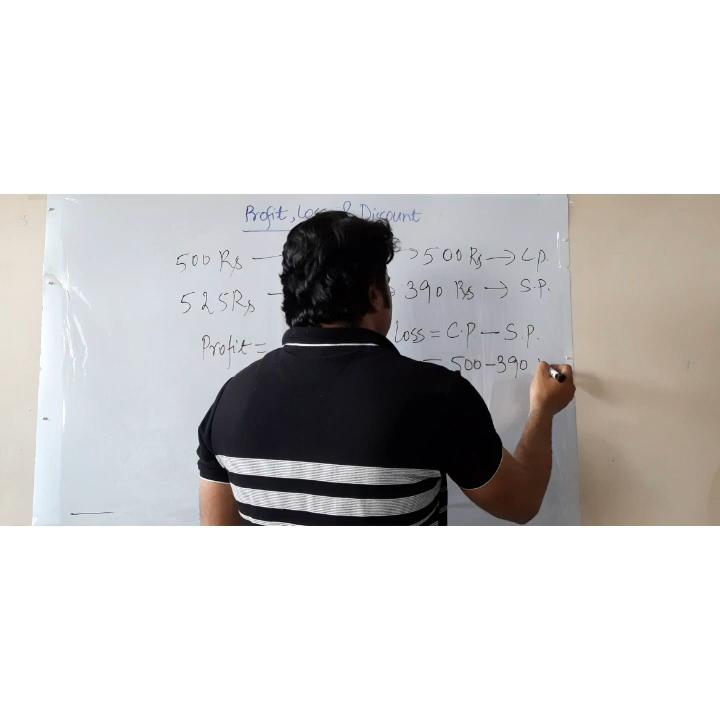 Profit, Loss & Discount
500 Rs — → 500 Rs → C.P.
525 Rs — 390 Rs → S.P.
Profit = Loss = C.P — S.P.
= 500 - 390